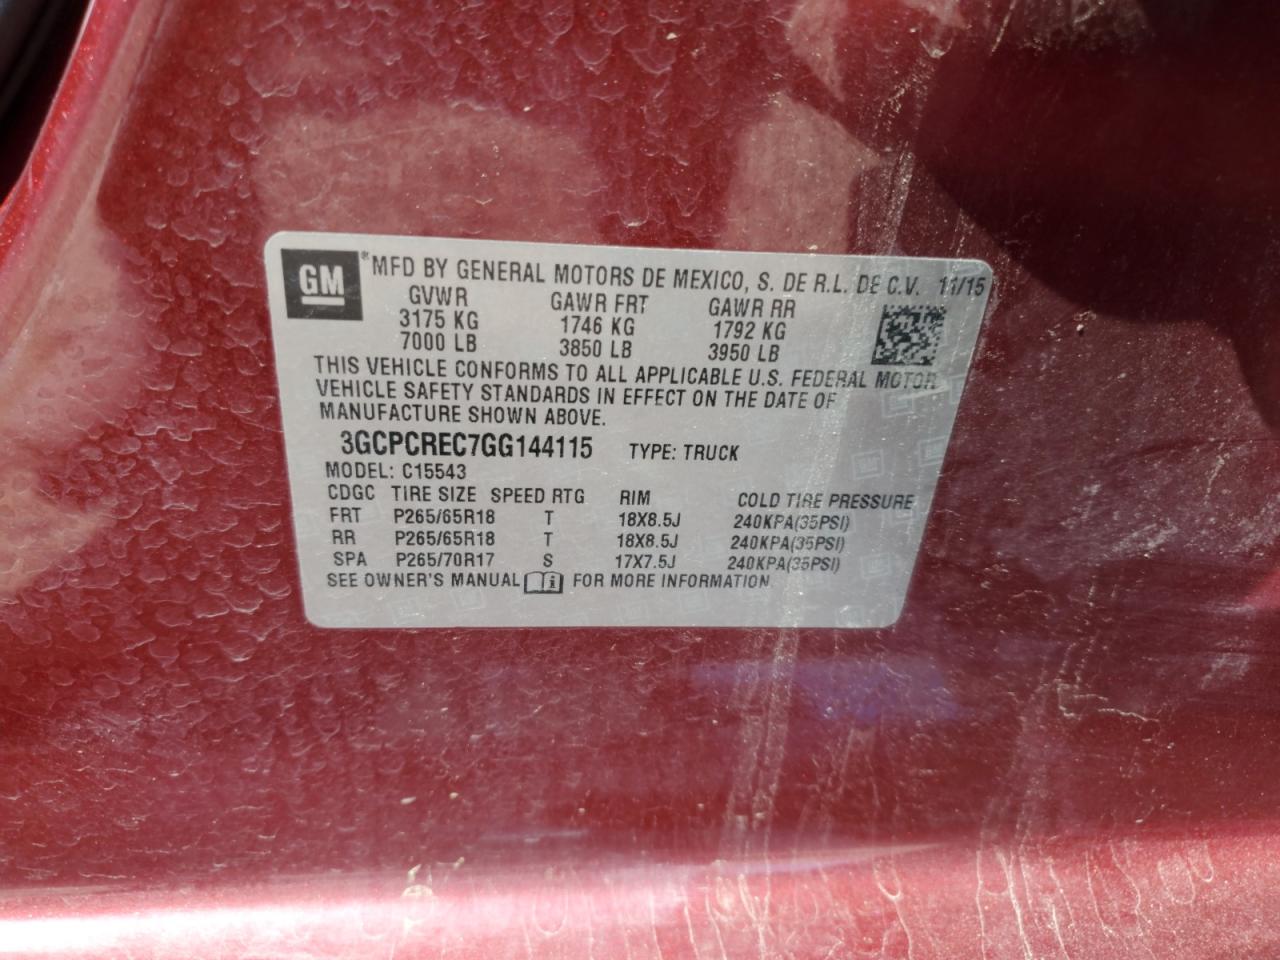 GM ® MFD BY GENERAL MOTORS DE MEXICO, S. DE R.L. DE C.V. 11/15
GVWR GAWR FRT GAWR RR
3175 KG 1746 KG 1792 KG
7000 LB 3850 LB 3950 LB
THIS VEHICLE CONFORMS TO ALL APPLICABLE U.S. FEDERAL MOTOR
VEHICLE SAFETY STANDARDS IN EFFECT ON THE DATE OF
MANUFACTURE SHOWN ABOVE.
3GCPCREC7GG144115 TYPE: TRUCK
MODEL: C15543
CDGC TIRE SIZE SPEED RTG RIM COLD TIRE PRESSURE
FRT P265/65R18 T 18X8.5J 240KPA(35PSI)
RR P265/65R18 T 18X8.5J 240KPA(35PSI)
SPA P265/70R17 S 17X7.5J 240KPA(35PSI)
SEE OWNER'S MANUAL i FOR MORE INFORMATION